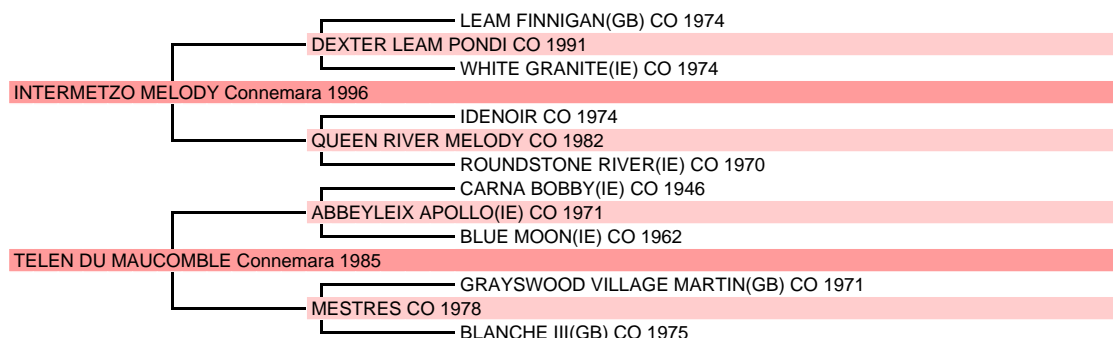 LEAM FINNIGAN(GB) CO 1974
DEXTER LEAM PONDI CO 1991
WHITE GRANITE(IE) CO 1974
INTERMETZO MELODY Connemara 1996
IDENOIR CO 1974
QUEEN RIVER MELODY CO 1982
ROUNDSTONE RIVER(IE) CO 1970
CARNA BOBBY(IE) CO 1946
ABBEYLEIX APOLLO(IE) CO 1971
BLUE MOON(IE) CO 1962
TELEN DU MAUCOMBLE Connemara 1985
GRAYSWOOD VILLAGE MARTIN(GB) CO 1971
MESTRES CO 1978
BLANCHE III(GB) CO 1975